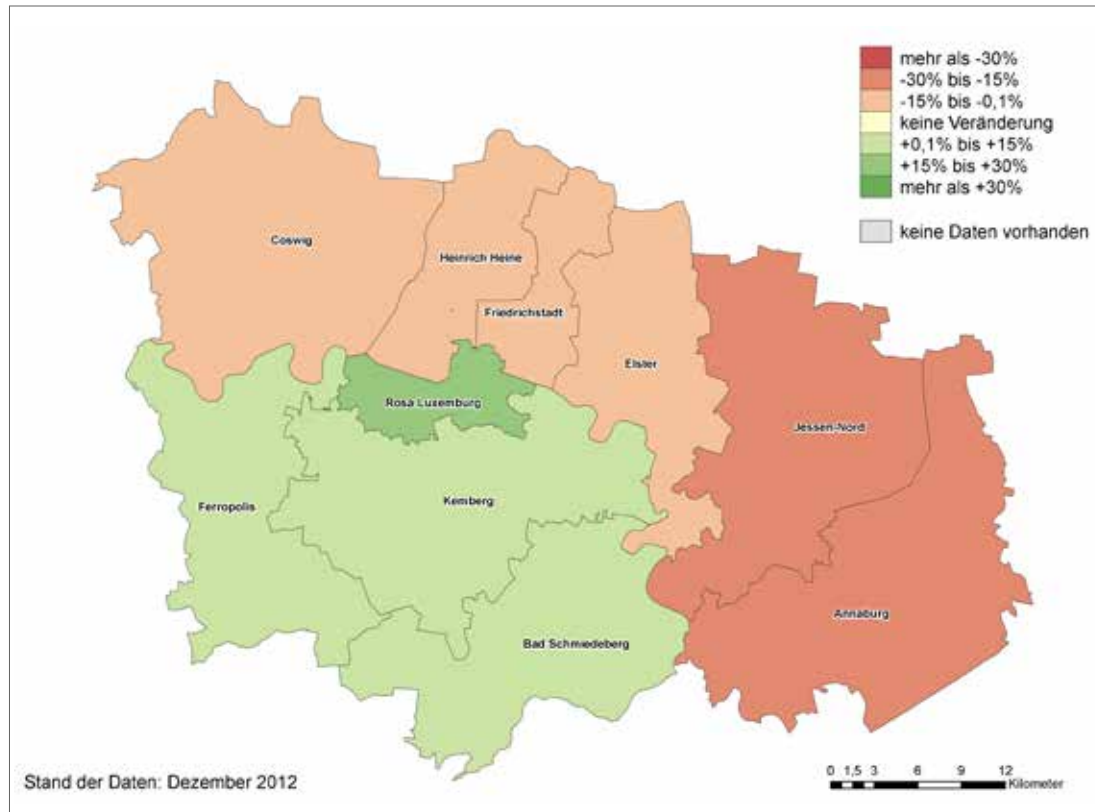 mehr als -30%
-30% bis -15%
-15% bis -0,1%
keine Veränderung
+0,1% bis +15%
+15% bis +30%
mehr als +30%
keine Daten vorhanden
Coswig
Heinrich Heine
Friedrichstadt
Elster
Rosa Luxemburg
Jessen-Nord
Kemberg
Ferropolis
Annaburg
Bad Schmiedeberg
Stand der Daten: Dezember 2012
0 1,5 3 6 9 12
Kilometer